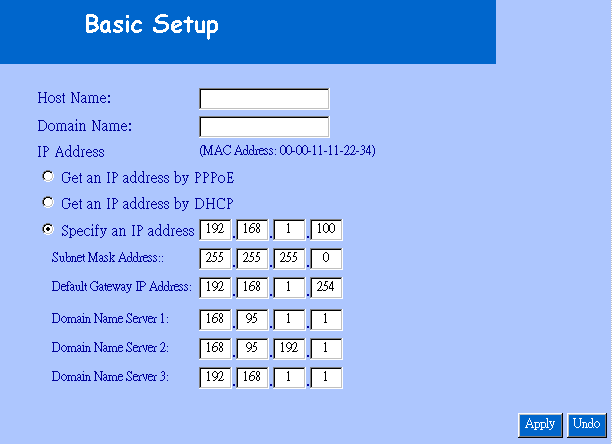 Basic Setup
Host Name:
Domain Name:
IP Address (MAC Address: 00-00-11-11-22-34)
Get an IP address by PPPoE
Get an IP address by DHCP
Specify an IP address 192.168.1.100
Subnet Mask Address:: 255.255.255.0
Default Gateway IP Address: 192.168.1.254
Domain Name Server 1: 168.95.1.1
Domain Name Server 2: 168.95.192.1
Domain Name Server 3: 192.168.1.1
Apply Undo